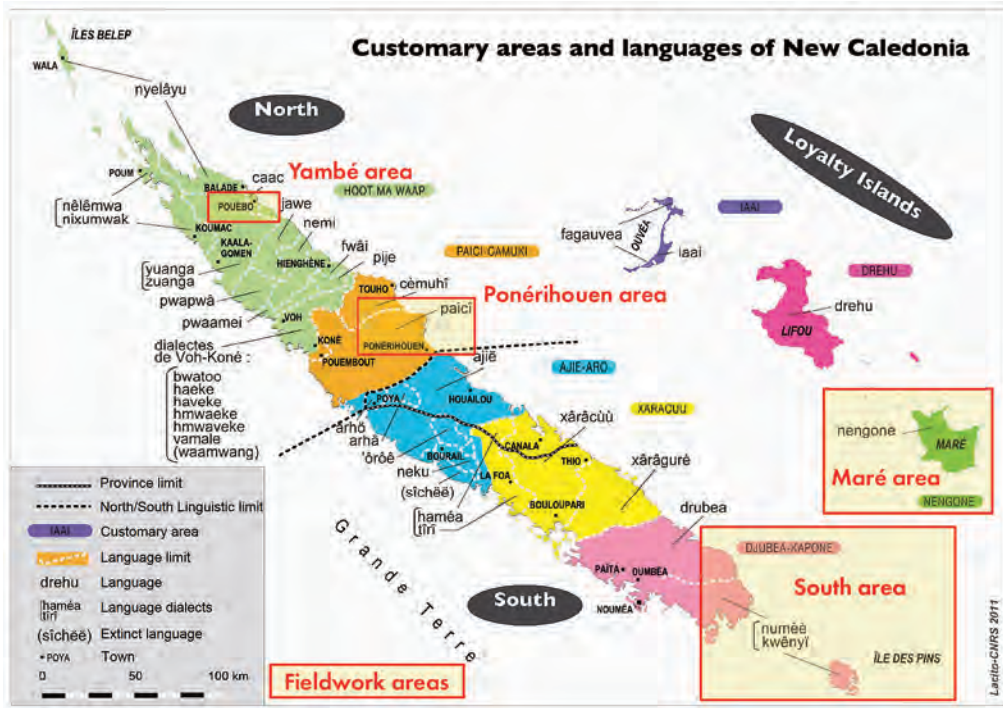 Customary areas and languages of New Caledonia
ÎLES BELEP
WALA
nyelâyu
North
Loyalty Islands
POUM
BALADE
caac
Yambé area
HOOT MA WAAP
POUEBO
jawe
nêlêmwa
nixumwak
KOUMAC
nemi
fwâi
pije
KAALA-
GOMEN
HIENGHÈNE
yuanga
zuanga
pwapwâ
pwaamei
VOH
dialectes
de Voh-Koné :
bwatoo
haeke
haveke
hmwaeke
hmwaveke
vamale
(waamwang)
PAICI-CAMUKI
TOUHO
cèmuhî
paicî
Ponérihouen area
PONERIHOUEN
KONÉ
POUEMBOUT
OUVÉA
fagauvea
iaai
IAAI
DREHU
drehu
LIFOU
ajië
AJIE-ARO
POYA
HOUAILOU
arhö
arhà
'ôrôê
BOURAIL
neku
(sîchëë)
LA FOA
XARACUU
xârâcùù
CANALA
THIO
xârâgurè
haméa
tîrî
BOULOUPARI
nengone
MARÉ
Maré area
NENGONE
drubea
DJUBEA-KAPONE
PAÏTA
DUMBÉA
NOUMÉA
South
South area
numèè
kwênyï
ÎLE DES PINS
Grande Terre
Province limit
North/South Linguistic limit
IAAI
Customary area
Language limit
drehu
Language
haméa
tîrî
Language dialects
(sîchëë)
Extinct language
POYA
Town
0 50 100 km
Fieldwork areas
Lacito-CNRS 2011